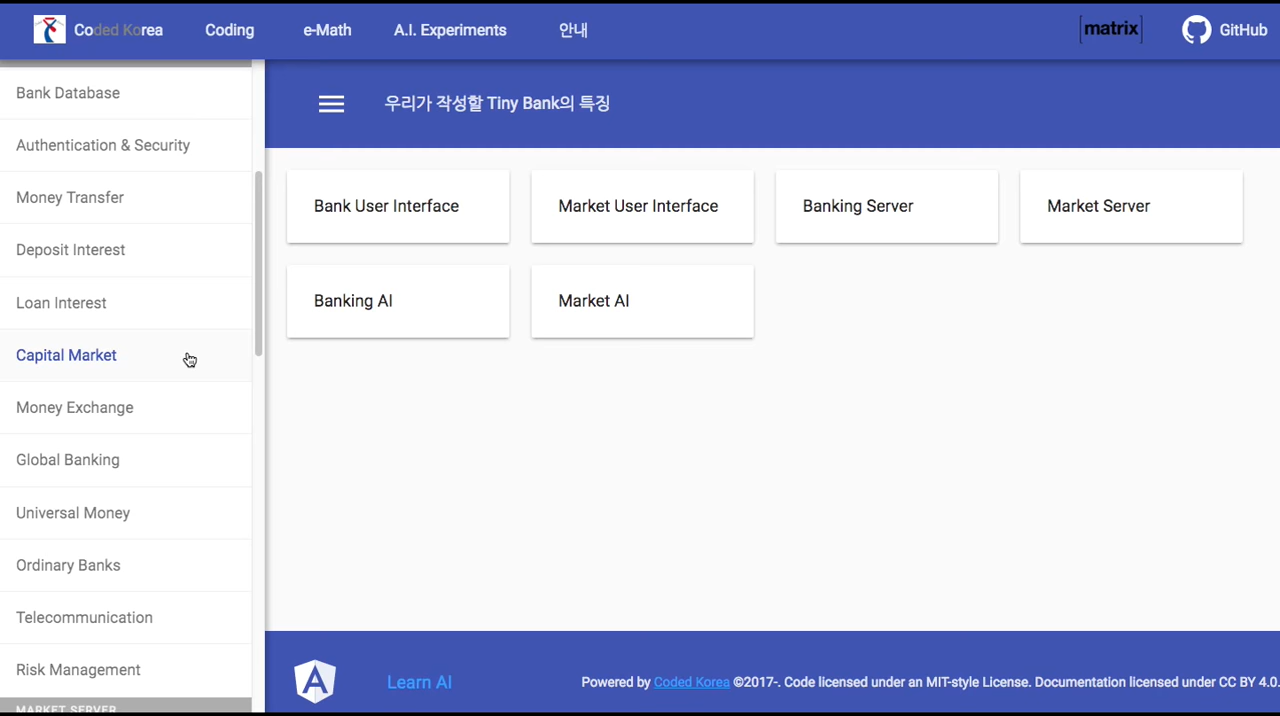 Coded Korea Coding e-Math A.I. Experiments 안내 matrix GitHub
우리가 작성할 Tiny Bank의 특징
Bank Database
Authentication & Security
Money Transfer
Deposit Interest
Loan Interest
Capital Market
Money Exchange
Global Banking
Universal Money
Ordinary Banks
Telecommunication
Risk Management
MARKET SERVER
Bank User Interface Market User Interface Banking Server Market Server
Banking AI Market AI
Learn AI Powered by Coded Korea ©2017-. Code licensed under an MIT-style License. Documentation licensed under CC BY 4.0.